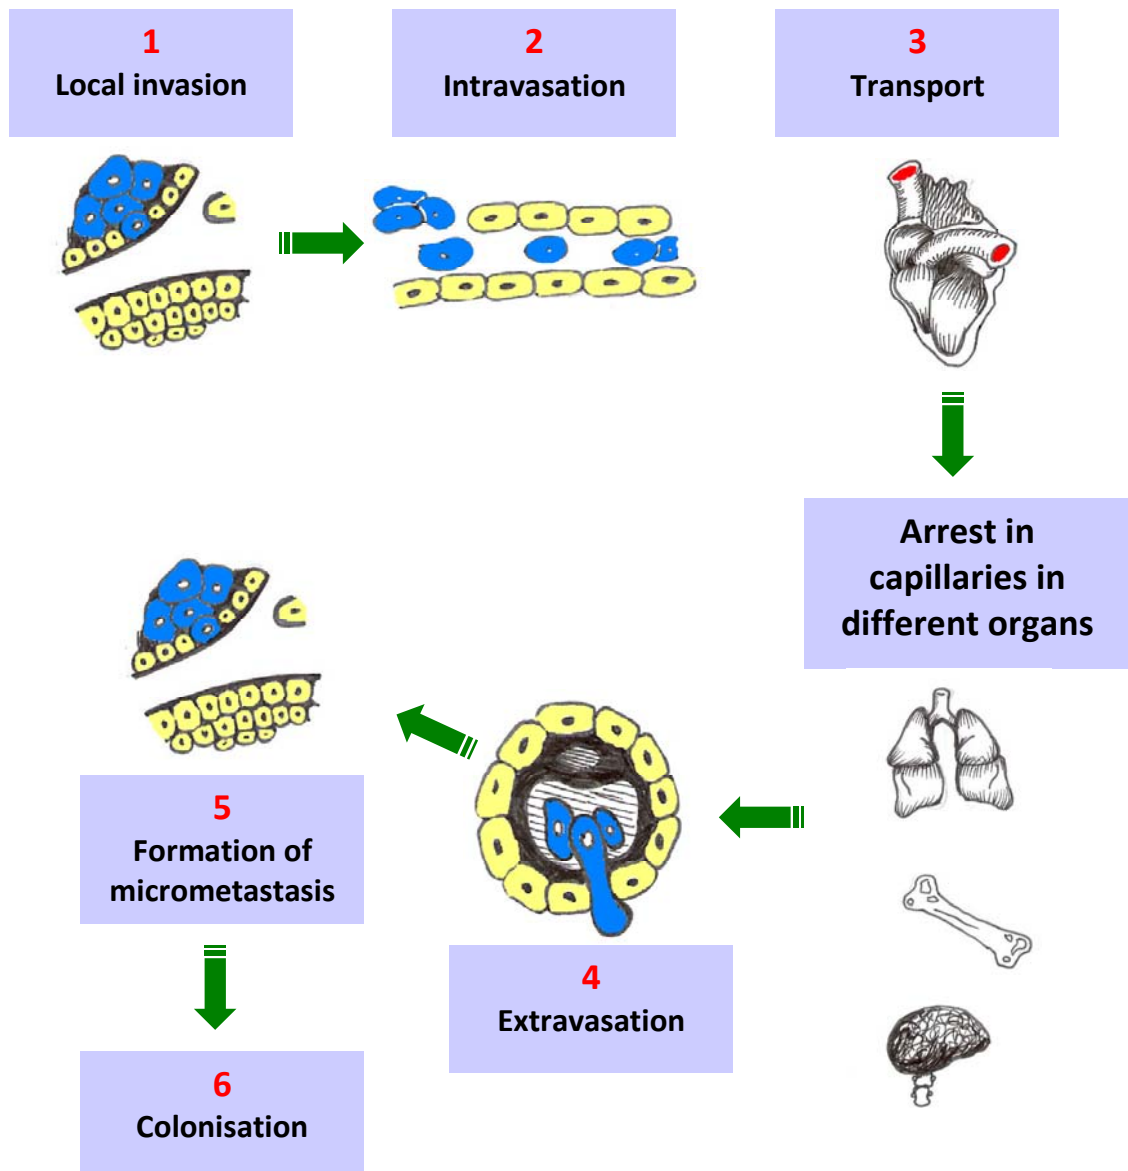 1
Local invasion
2
Intravasation
3
Transport
Arrest in
capillaries in
different organs
4
Extravasation
5
Formation of
micrometastasis
6
Colonisation